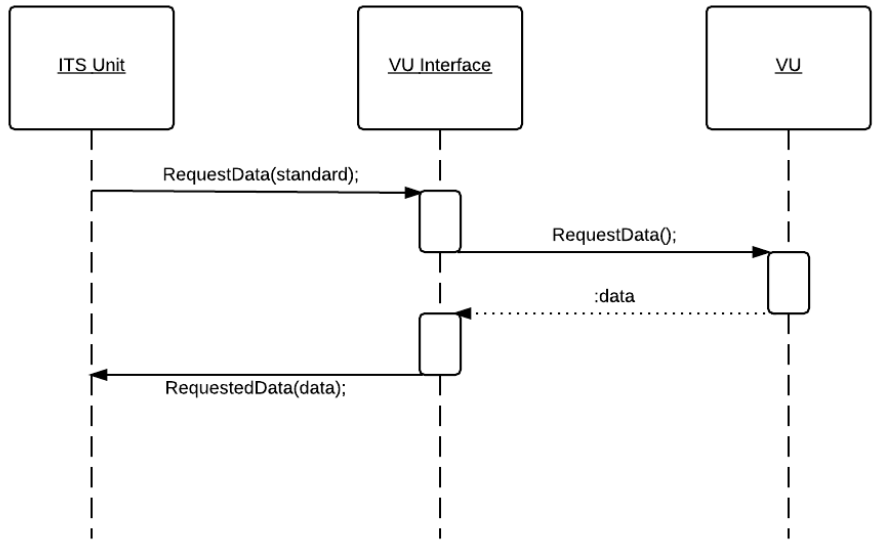 ITS Unit
VU Interface
VU
RequestData(standard);
RequestData();
:data
RequestedData(data);